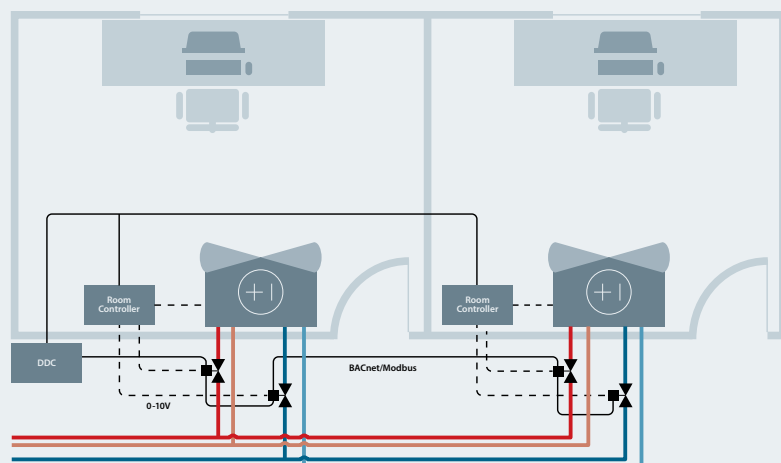 Room
Controller
Room
Controller
DDC
BACnet/Modbus
0-10V